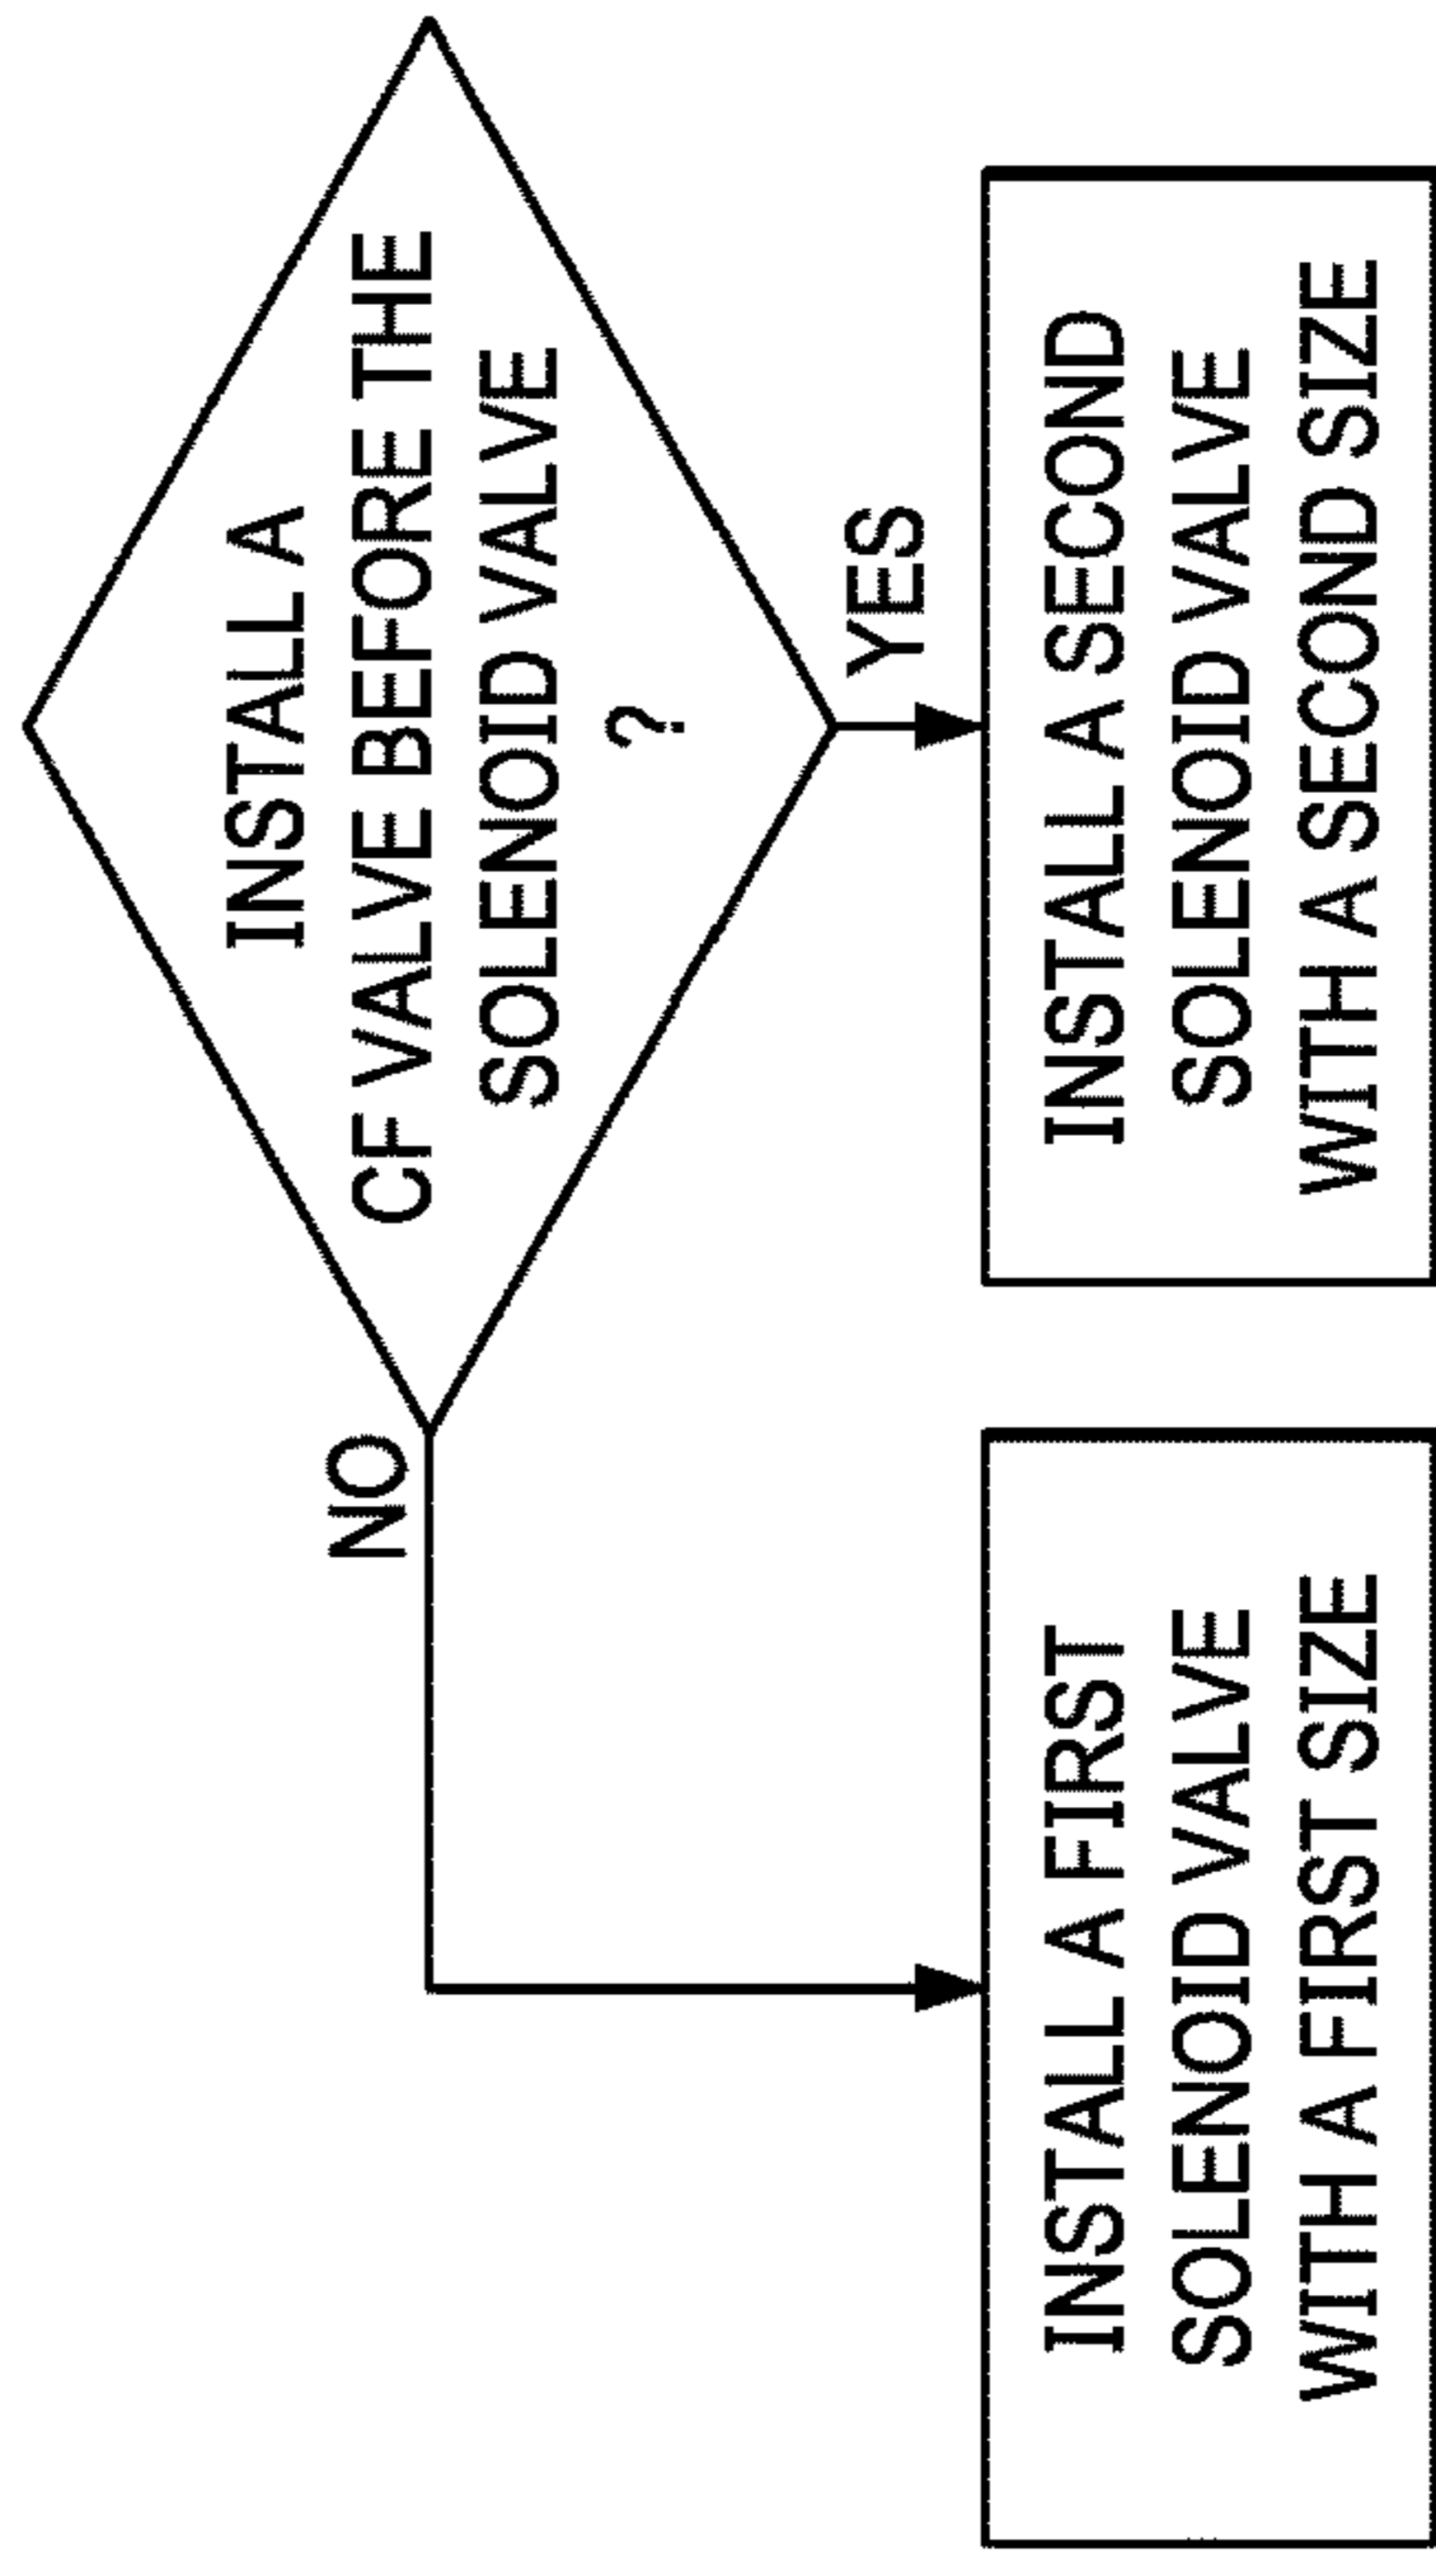 INSTALL A
CF VALVE BEFORE THE
SOLENOID VALVE
?
NO
YES
INSTALL A FIRST
SOLENOID VALVE
WITH A FIRST SIZE
INSTALL A SECOND
SOLENOID VALVE
WITH A SECOND SIZE